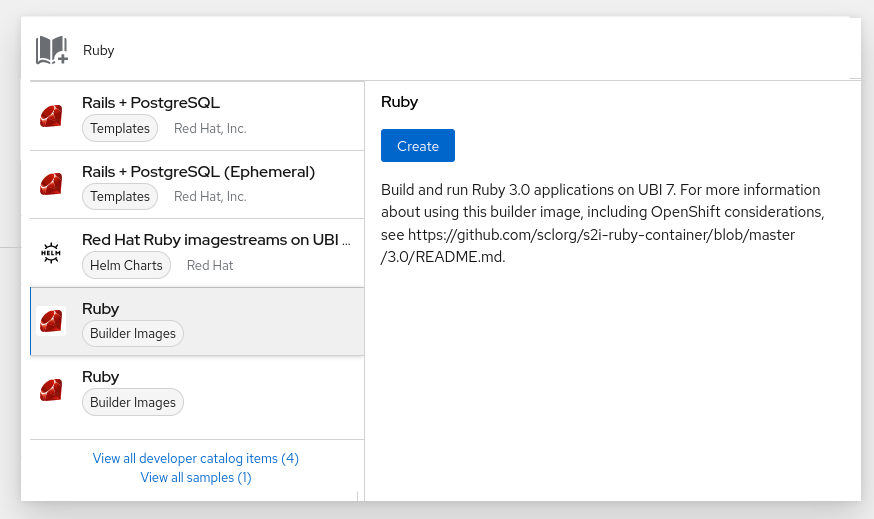 Ruby
Rails + PostgreSQL
Templates Red Hat, Inc.
Rails + PostgreSQL (Ephemeral)
Templates Red Hat, Inc.
HELM
Red Hat Ruby imagestreams on UBI ...
Helm Charts Red Hat
Ruby
Builder Images
Ruby
Builder Images
View all developer catalog items (4)
View all samples (1)
Ruby
Create
Build and run Ruby 3.0 applications on UBI 7. For more information
about using this builder image, including OpenShift considerations,
see https://github.com/sclorg/s2i-ruby-container/blob/master
/3.0/README.md.